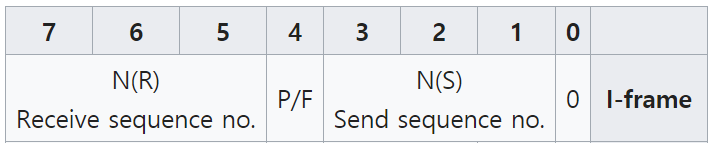 7 6 5 4 3 2 1 0
N(R)
Receive sequence no.
P/F
N(S)
Send sequence no.
0
I-frame